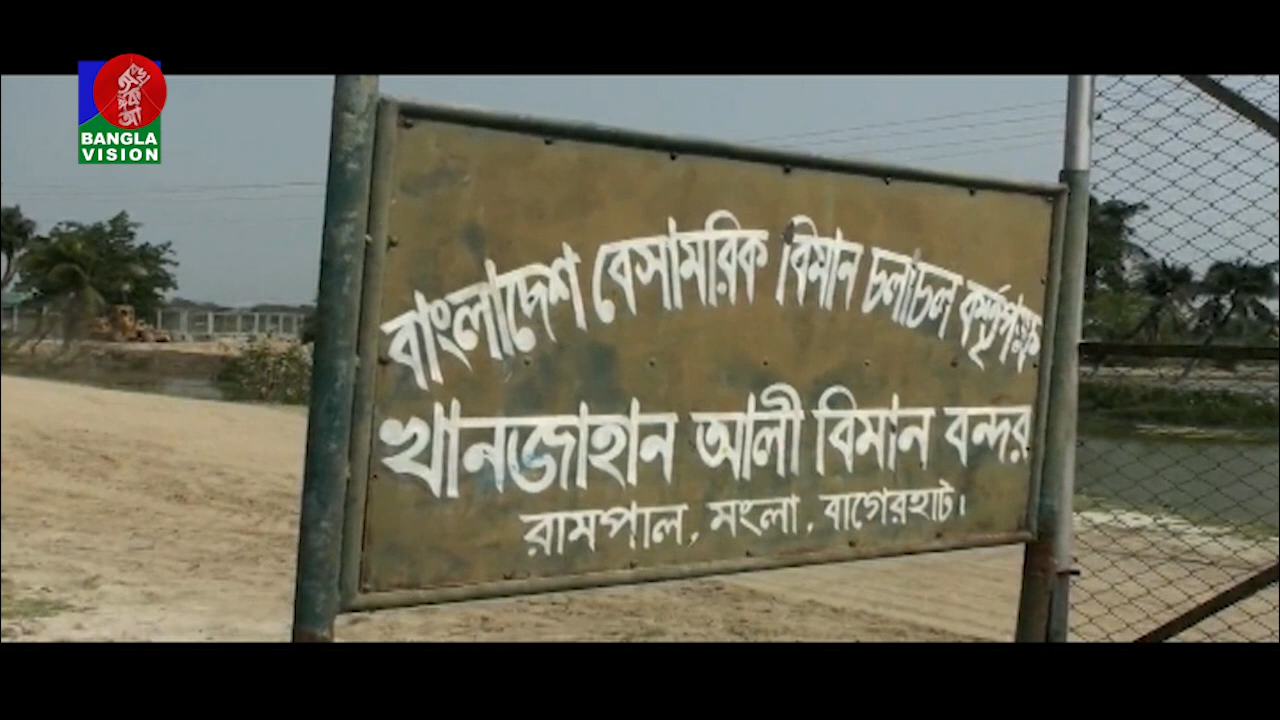 BANGLA
VISION
বাংলাদেশ বেসামরিক বিমান চলাচল কর্তৃপক্ষ
খানজাহান আলী বিমান বন্দর
রামপাল, মংলা, বাগেরহাট।